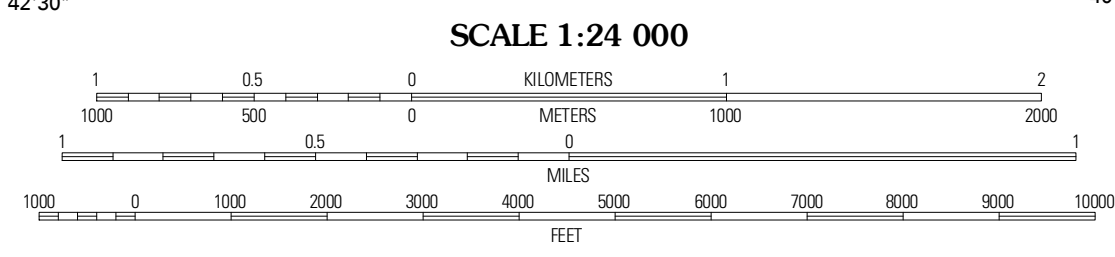 42'30"
SCALE 1:24 000
1 0.5 0 KILOMETERS 1 2
1000 500 0 METERS 1000 2000
1 0.5 0 1
MILES
1000 0 1000 2000 3000 4000 5000 6000 7000 8000 9000 10000
FEET